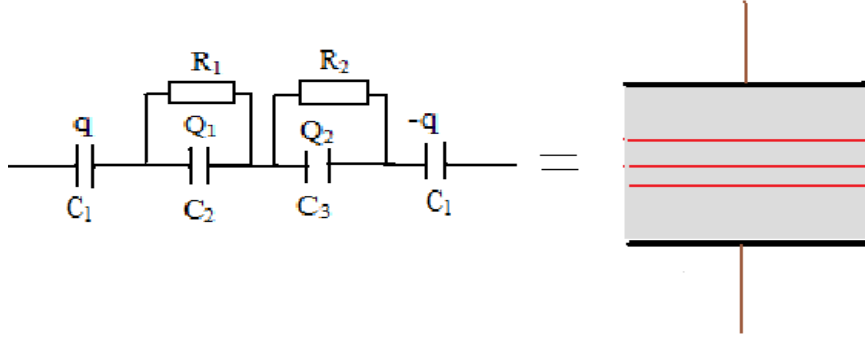 R₁ R₂
q Q₁ Q₂ -q
C₁ C₂ C₃ C₁
=